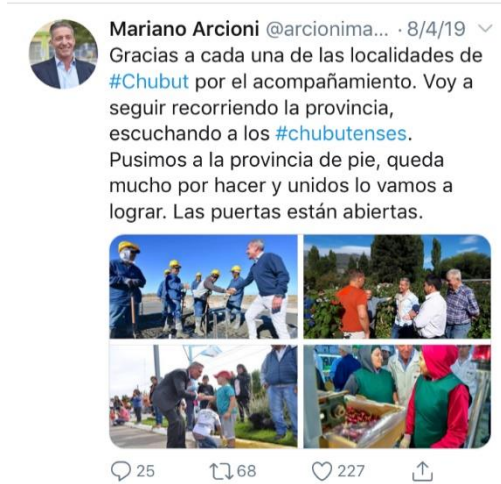 Mariano Arcioni @arcionima... · 8/4/19
Gracias a cada una de las localidades de
#Chubut por el acompañamiento. Voy a
seguir recorriendo la provincia,
escuchando a los #chubutenses.
Pusimos a la provincia de pie, queda
mucho por hacer y unidos lo vamos a
lograr. Las puertas están abiertas.
25 68 227